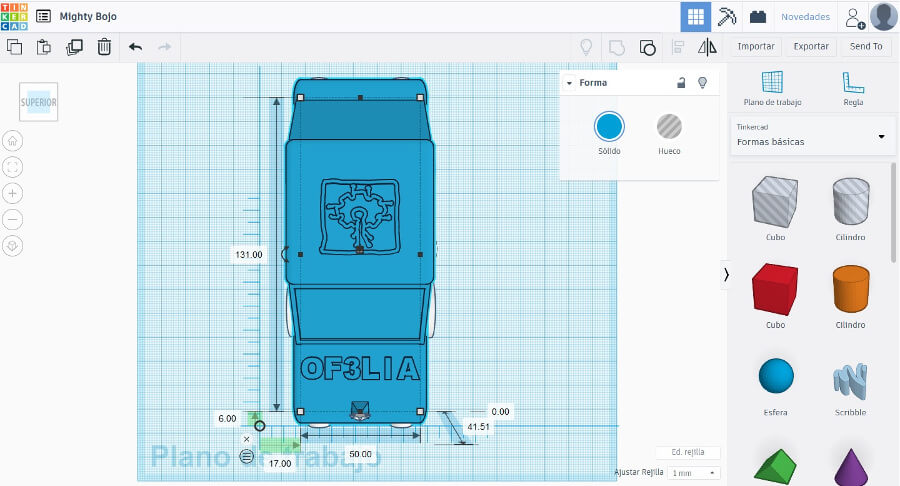 TIN
KER
CAD
Mighty Bojo
Novedades
Importar
Exportar
Send To
SUPERIOR
Forma
Sólido
Hueco
Plano de trabajo
Regla
Tinkercad
Formas básicas
Cubo
Cilindro
Cubo
Cilindro
Esfera
Scribble
131.00
OF3LIA
6.00
0.00
41.51
50.00
17.00
Plano de trabajo
Ed. rejilla
Ajustar Rejilla
1 mm